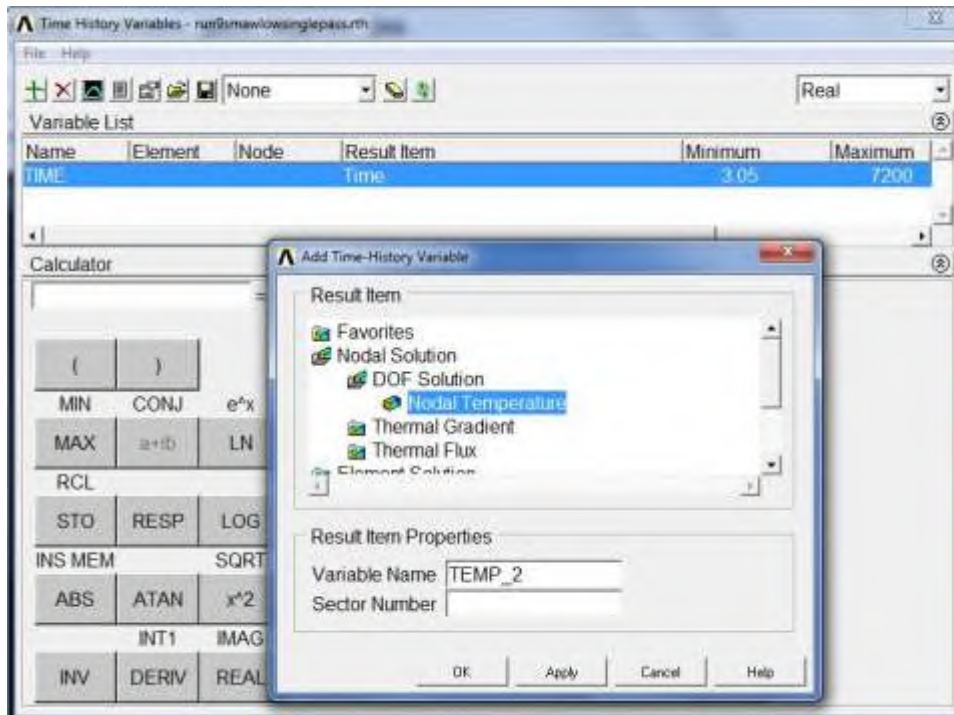 Time History Variables - run9smawlowsinglepass.rth
File Help
None
Real
Variable List
Name Element Node Result Item Minimum Maximum
TIME Time 3.05 7200
Calculator
=
Add Time-History Variable
Result Item
Favorites
Nodal Solution
DOF Solution
Nodal Temperature
Thermal Gradient
Thermal Flux
Element Solution
Result Item Properties
Variable Name TEMP_2
Sector Number
OK Apply Cancel Help
( )
MIN CONJ e^x
MAX a+ib LN
RCL
STO RESP LOG
INS MEM SQRT
ABS ATAN x^2
INT1 IMAG
INV DERIV REAL